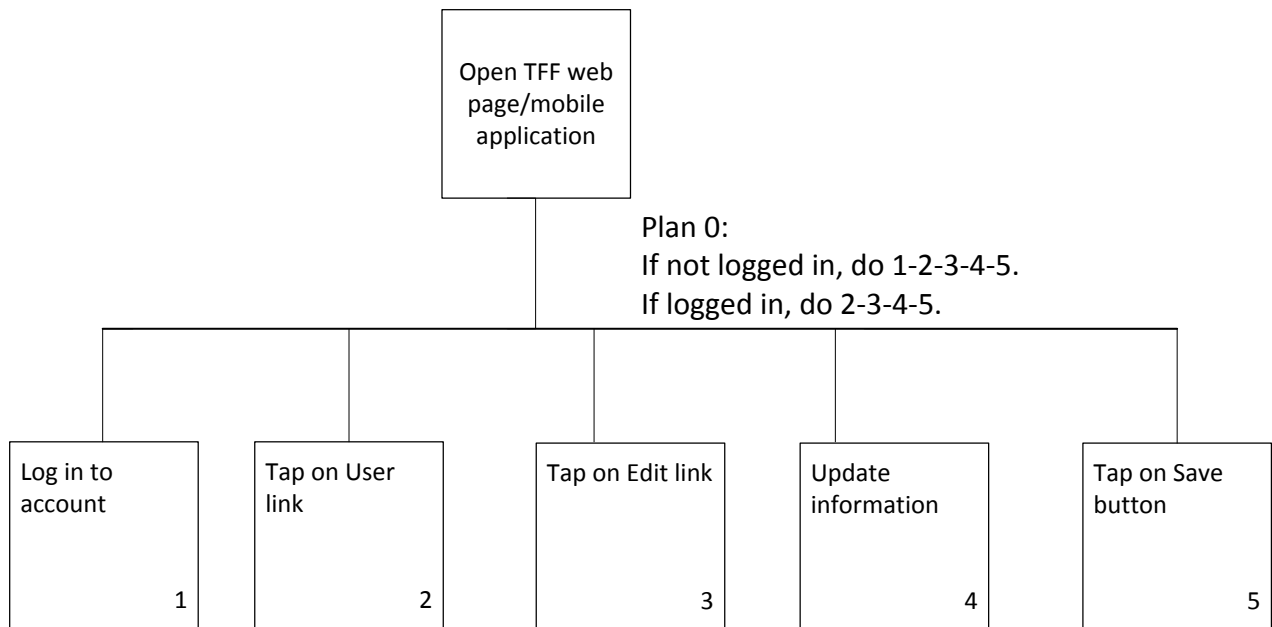 Open TFF web
page/mobile
application
Plan 0:
If not logged in, do 1-2-3-4-5.
If logged in, do 2-3-4-5.
Log in to
account
1
Tap on User
link
2
Tap on Edit link
3
Update
information
4
Tap on Save
button
5